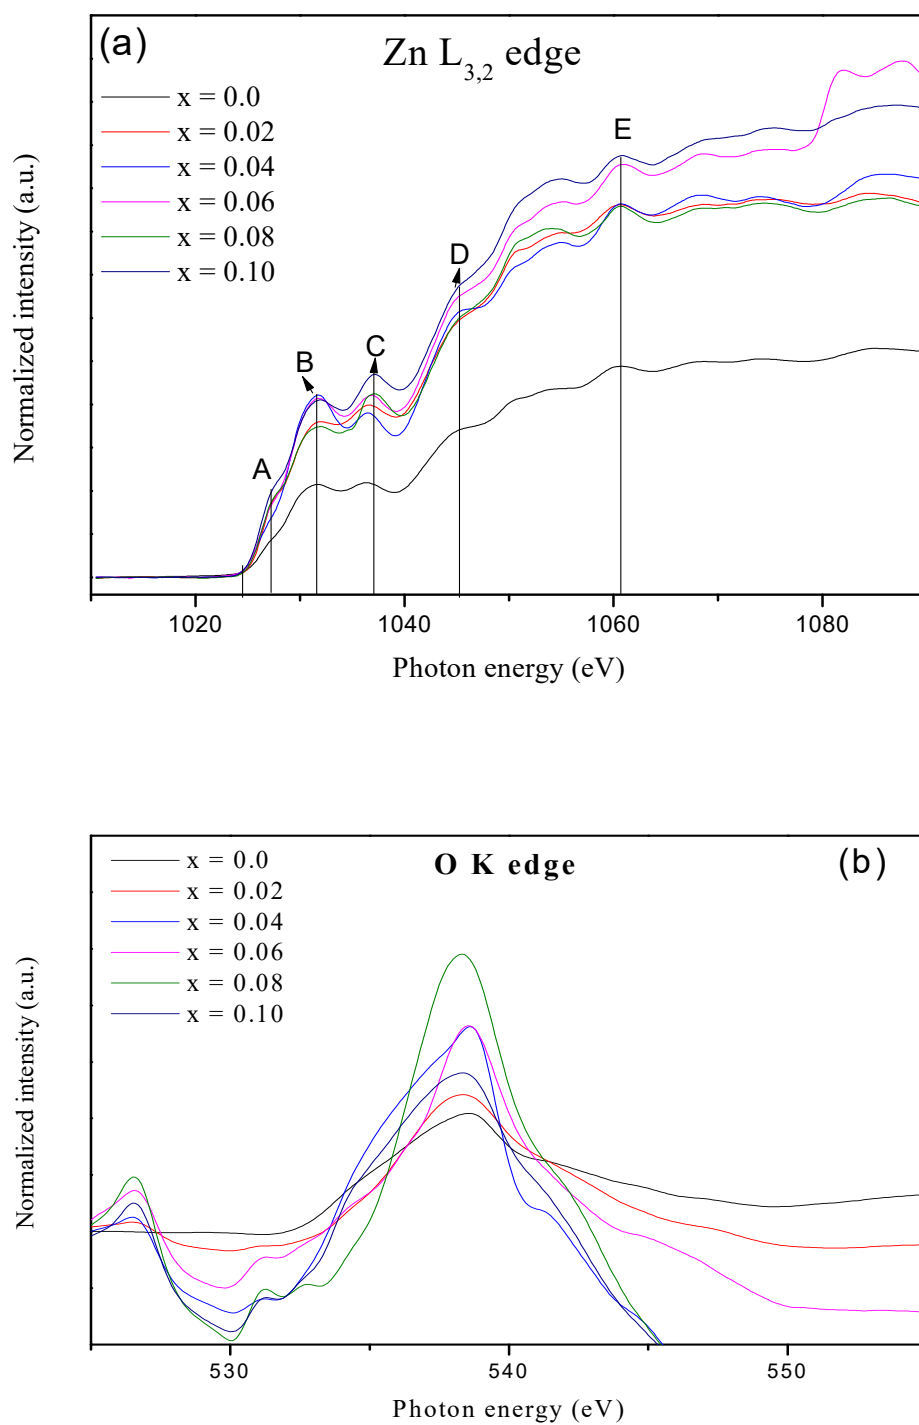 (a)
Zn L3,2 edge
x = 0.0
x = 0.02
x = 0.04
x = 0.06
x = 0.08
x = 0.10
A
B
C
D
E
Normalized intensity (a.u.)
1020 1040 1060 1080
Photon energy (eV)
(b)
O K edge
x = 0.0
x = 0.02
x = 0.04
x = 0.06
x = 0.08
x = 0.10
Normalized intensity (a.u.)
530 540 550
Photon energy (eV)